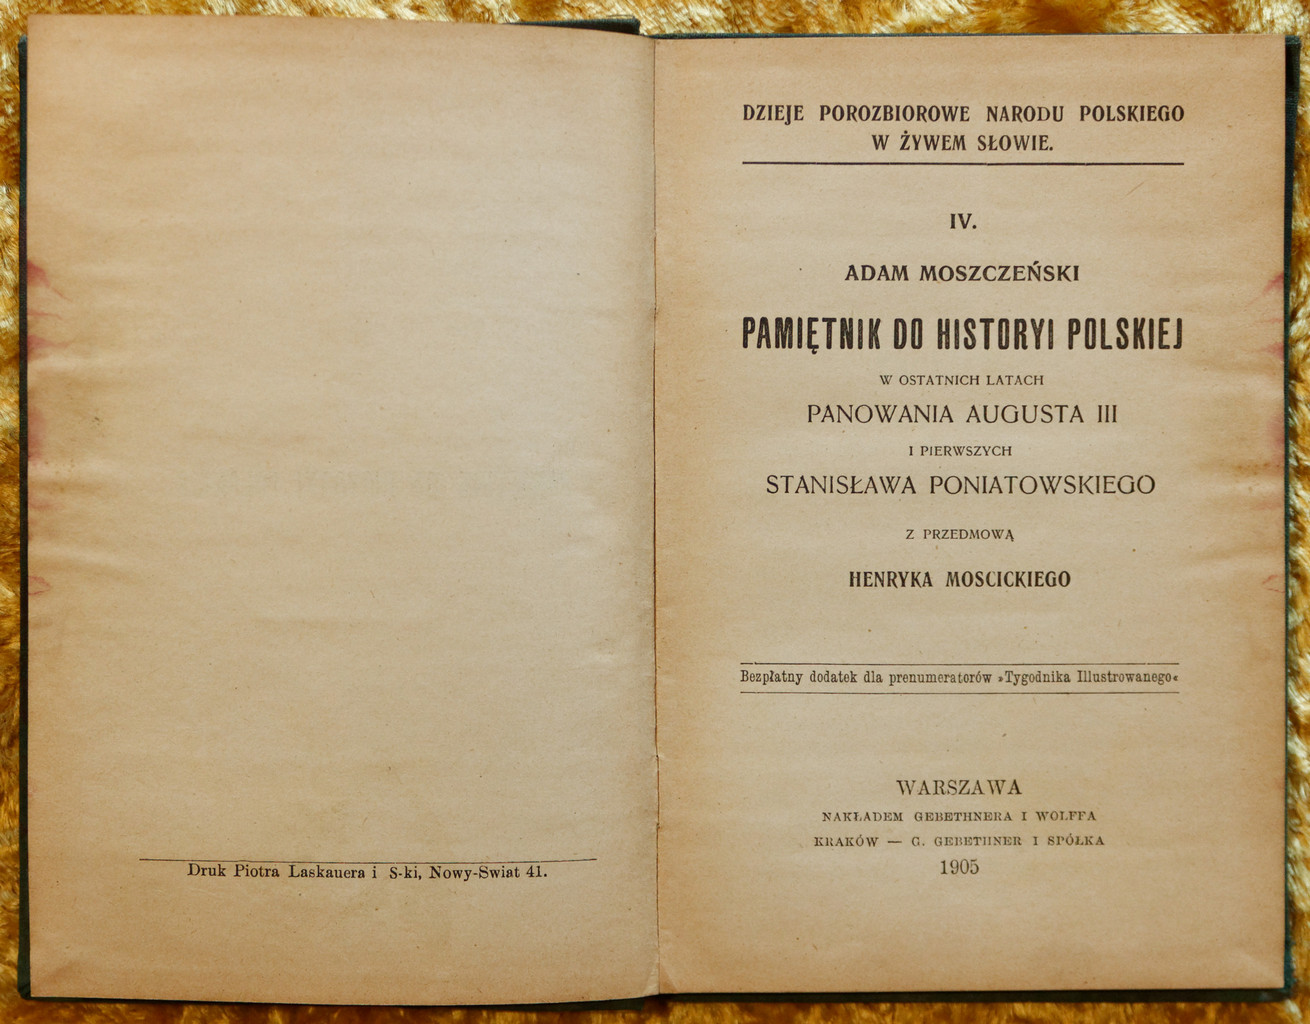 Druk Piotra Laskauera i S-ki, Nowy-Swiat 41.
DZIEJE POROZBIOROWE NARODU POLSKIEGO
W ŻYWEM SŁOWIE.
IV.
ADAM MOSZCZEŃSKI
PAMIĘTNIK DO HISTORYI POLSKIEJ
W OSTATNICH LATACH
PANOWANIA AUGUSTA III
I PIERWSZYCH
STANISŁAWA PONIATOWSKIEGO
Z PRZEDMOWĄ
HENRYKA MOSCICKIEGO
Bezpłatny dodatek dla prenumeratorów »Tygodnika Illustrowanego«
WARSZAWA
NAKŁADEM GEBETHNERA I WOLFFA
KRAKÓW — G. GEBETHNER I SPÓŁKA
1905